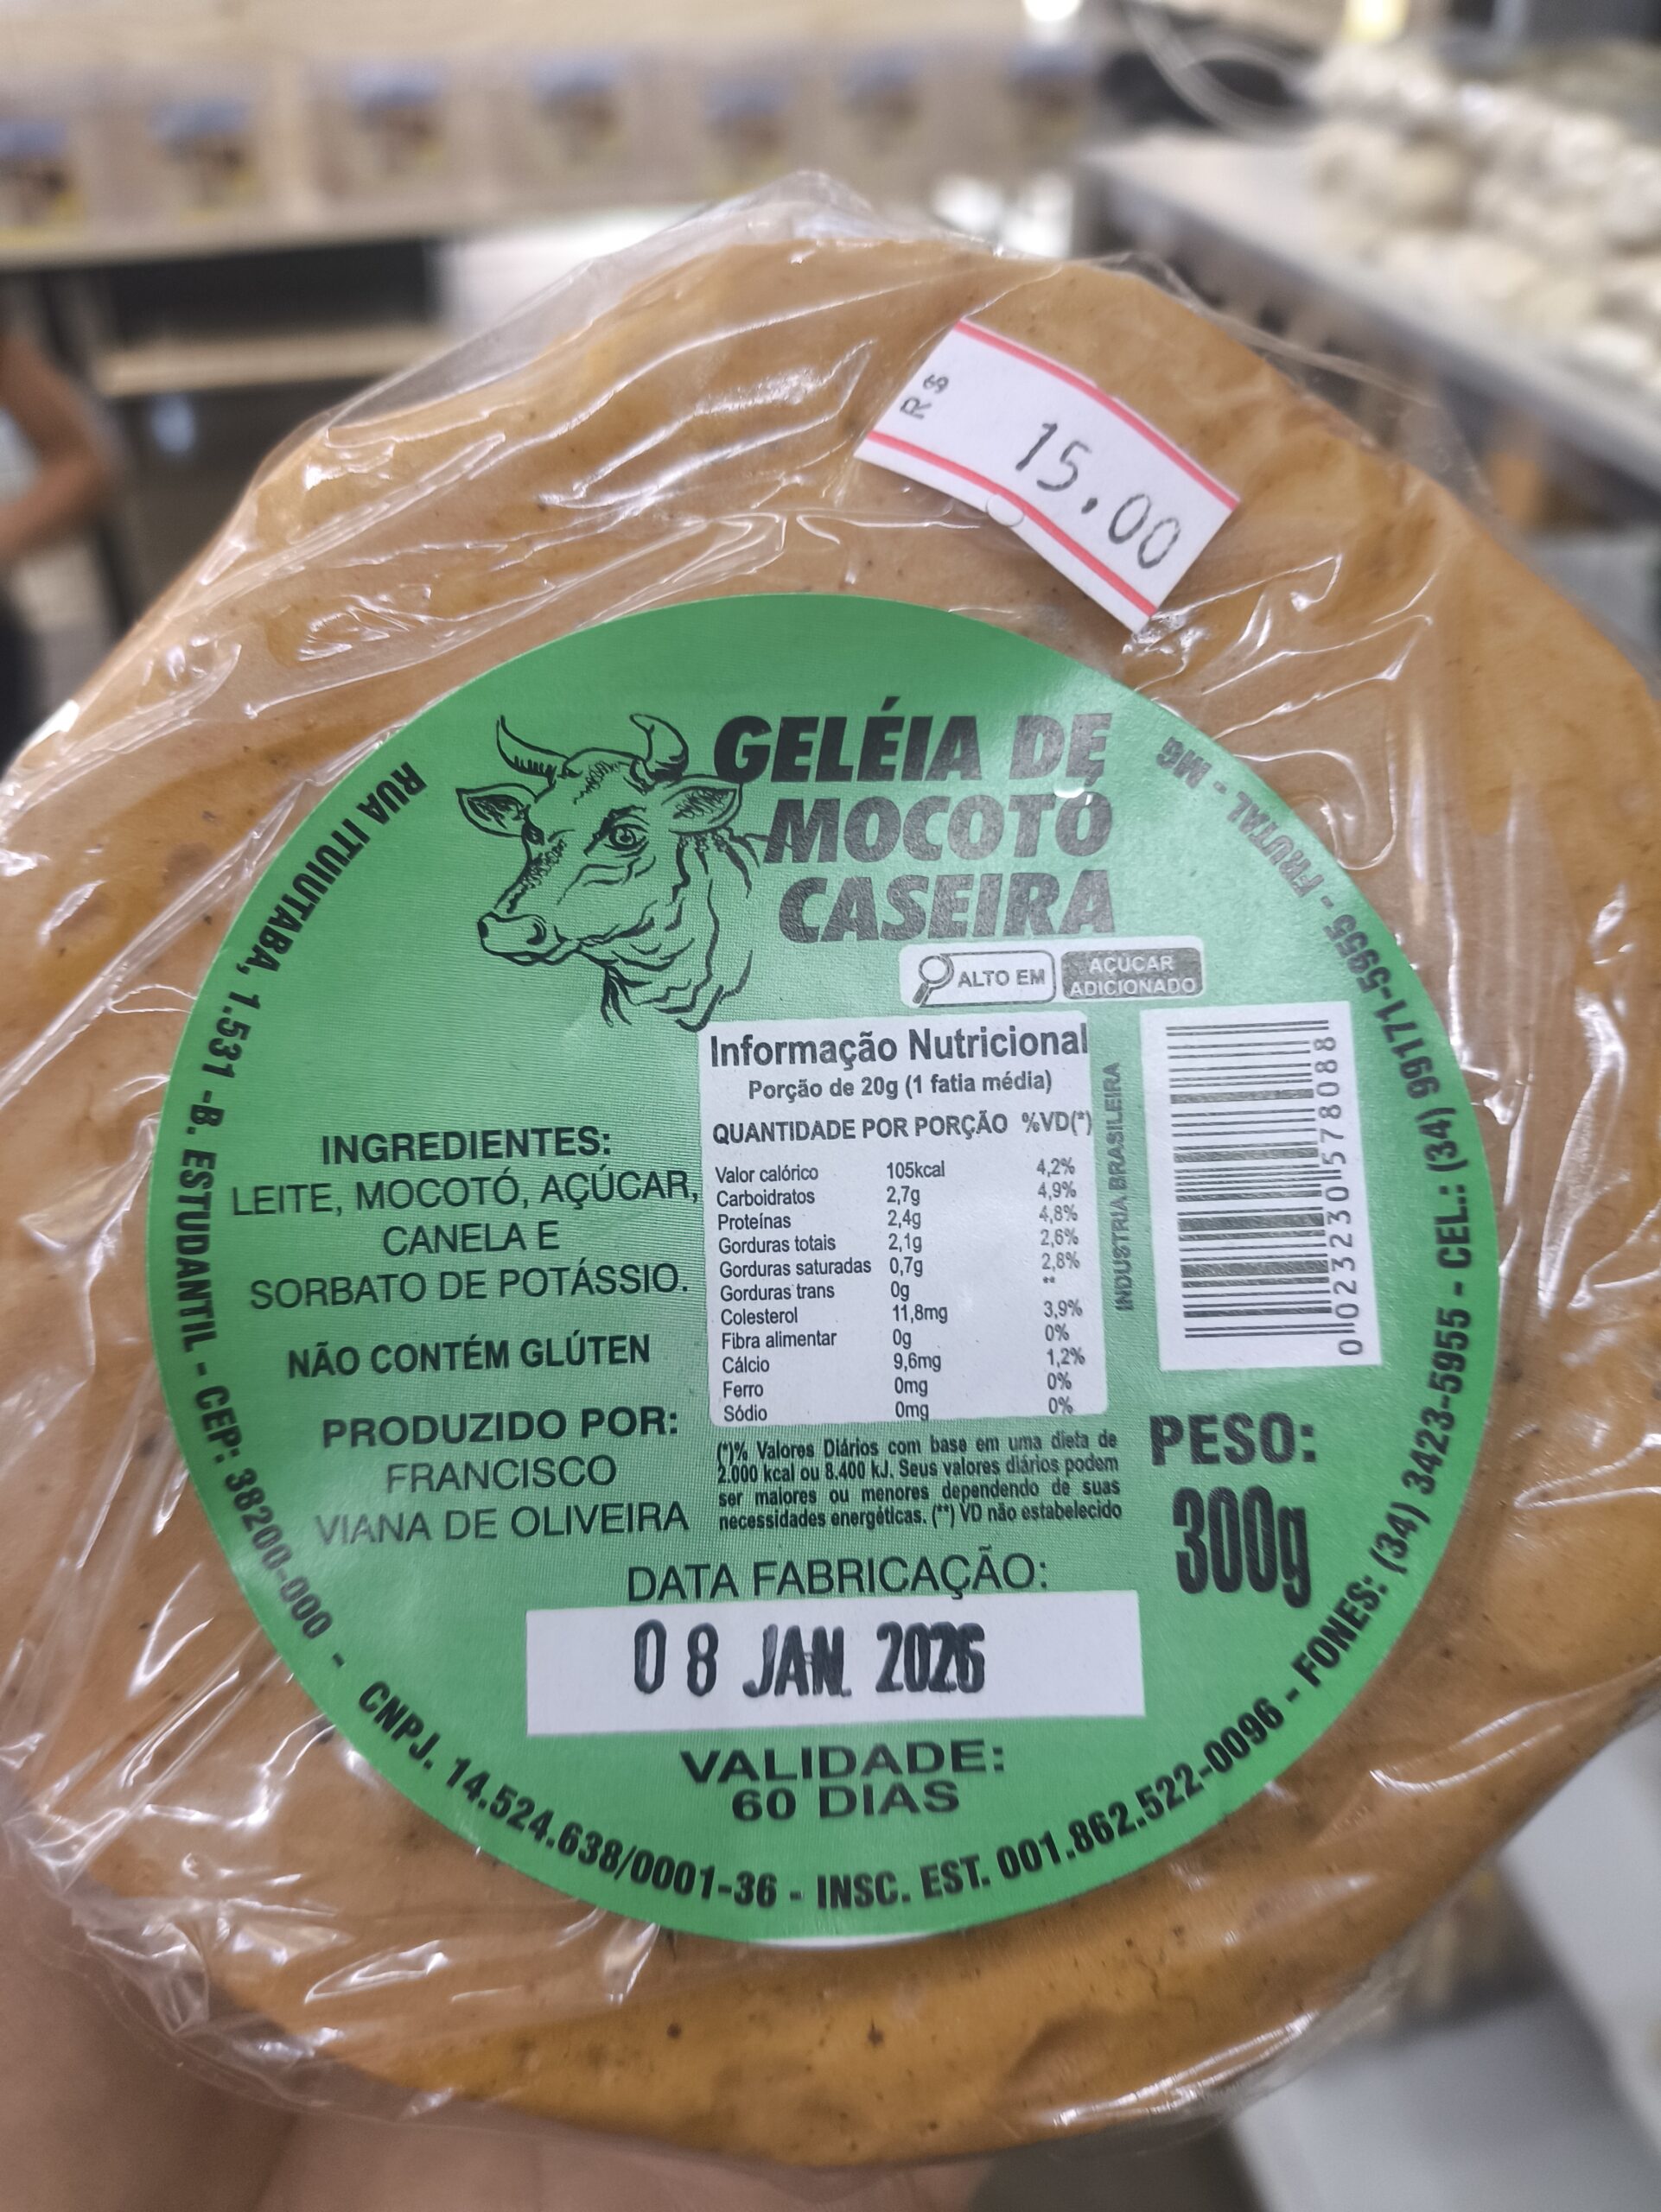 R$ 15.00
GELÉIA DE
MOCOTÓ
CASEIRA
ALTO EM
AÇÚCAR
ADICIONADO
Informação Nutricional
Porção de 20g (1 fatia média)
QUANTIDADE POR PORÇÃO %VD(*)
Valor calórico 105kcal 4,2%
Carboidratos 2,7g 4,9%
Proteínas 2,4g 4,8%
Gorduras totais 2,1g 2,6%
Gorduras saturadas 0,7g 2,8%
Gorduras trans 0g **
Colesterol 11,8mg 3,9%
Fibra alimentar 0g 0%
Cálcio 9,6mg 1,2%
Ferro 0mg 0%
Sódio 0mg 0%
(*)% Valores Diários com base em uma dieta de
2.000 kcal ou 8.400 kJ. Seus valores diários podem
ser maiores ou menores dependendo de suas
necessidades energéticas. (**) VD não estabelecido
INDUSTRIA BRASILEIRA
0 023230 578088
INGREDIENTES:
LEITE, MOCOTÓ, AÇÚCAR,
CANELA E
SORBATO DE POTÁSSIO.
NÃO CONTÉM GLÚTEN
PRODUZIDO POR:
FRANCISCO
VIANA DE OLIVEIRA
PESO:
300g
DATA FABRICAÇÃO:
08 JAN. 2026
VALIDADE:
60 DIAS
RUA ITUIUTABA, 1.531 -B. ESTUDANTIL - CEP: 38200-000 - CNPJ. 14.524.638/0001-36 - INSC. EST. 001.862.522-0096 - FONES: (34) 3423-5955 - CEL.: (34) 99171-5955 - FRUTAL - MG